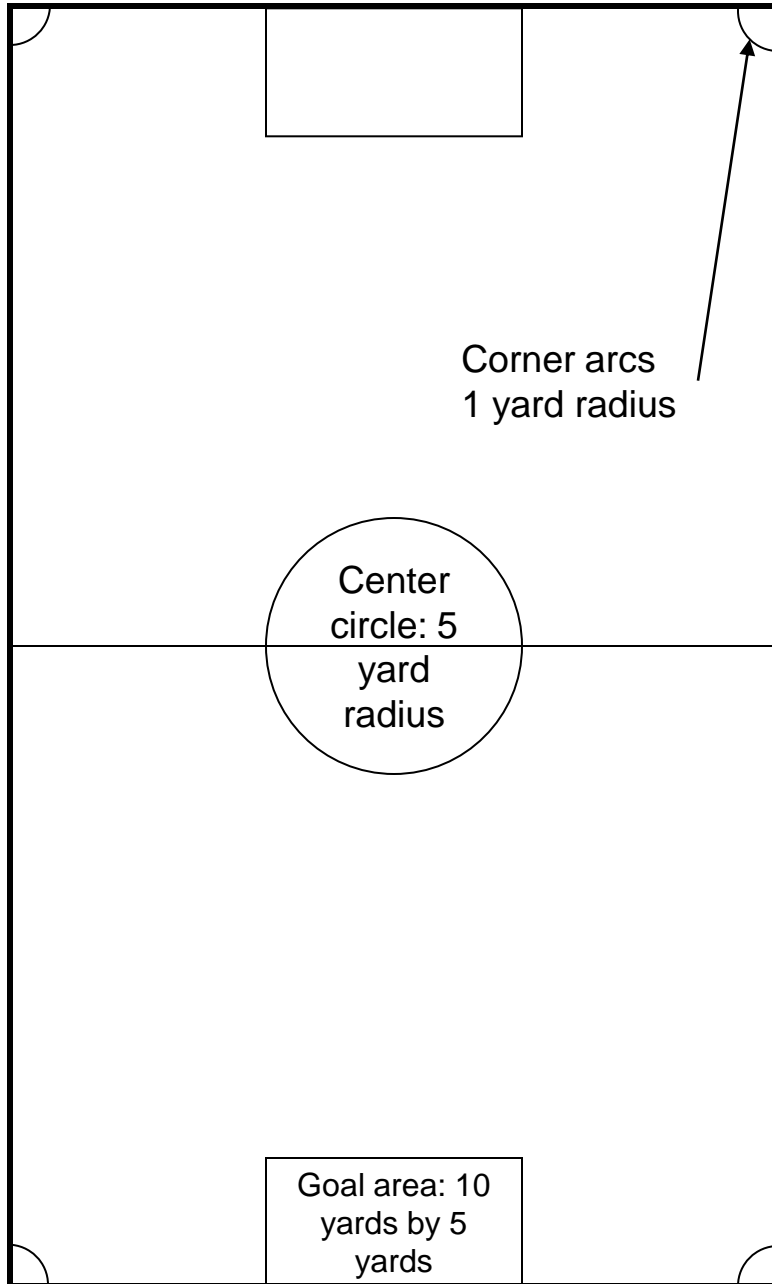 Corner arcs
1 yard radius
Center
circle: 5
yard
radius
Goal area: 10
yards by 5
yards